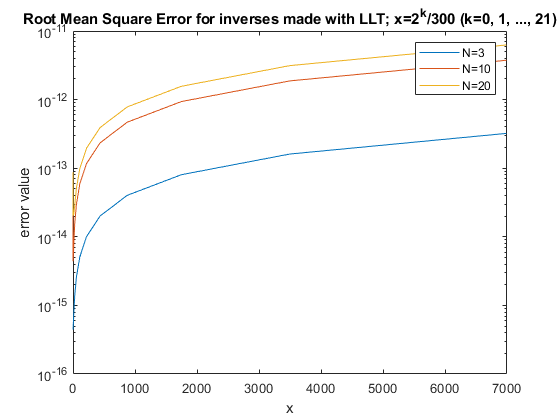 Root Mean Square Error for inverses made with LLT; x=2^k/300 (k=0, 1, ..., 21)
10^-11
10^-12
10^-13
10^-14
10^-15
10^-16
error value
N=3
N=10
N=20
0 1000 2000 3000 4000 5000 6000 7000
x